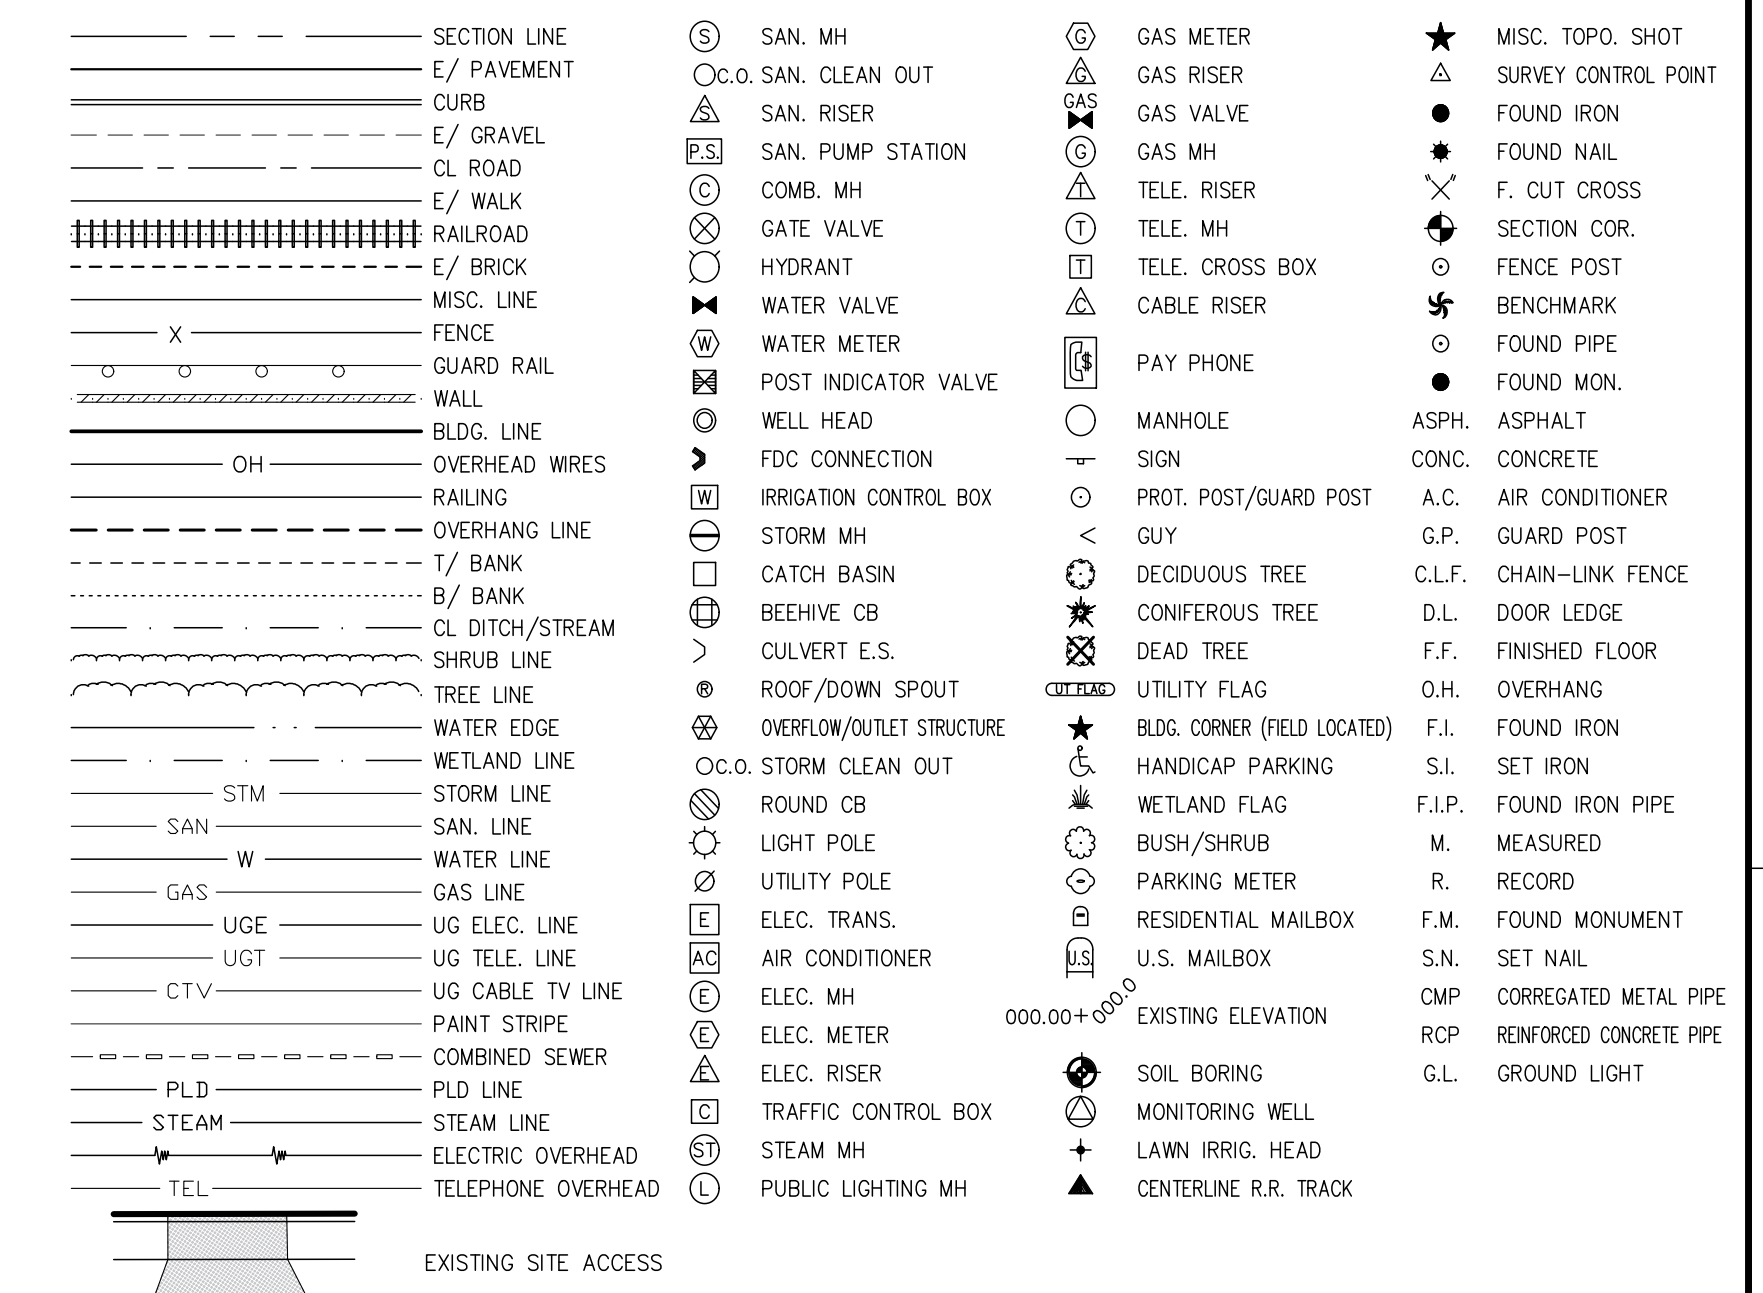 SECTION LINE
E/ PAVEMENT
CURB
E/ GRAVEL
CL ROAD
E/ WALK
RAILROAD
E/ BRICK
MISC. LINE
X FENCE
GUARD RAIL
WALL
BLDG. LINE
OH OVERHEAD WIRES
RAILING
OVERHANG LINE
T/ BANK
B/ BANK
CL DITCH/STREAM
SHRUB LINE
TREE LINE
WATER EDGE
WETLAND LINE
STM STORM LINE
SAN SAN. LINE
W WATER LINE
GAS GAS LINE
UGE UG ELEC. LINE
UGT UG TELE. LINE
CTV UG CABLE TV LINE
PAINT STRIPE
COMBINED SEWER
PLD PLD LINE
STEAM STEAM LINE
ELECTRIC OVERHEAD
TEL TELEPHONE OVERHEAD
EXISTING SITE ACCESS
S SAN. MH
C.O. SAN. CLEAN OUT
S SAN. RISER
P.S. SAN. PUMP STATION
C COMB. MH
GATE VALVE
HYDRANT
WATER VALVE
W WATER METER
POST INDICATOR VALVE
WELL HEAD
FDC CONNECTION
W IRRIGATION CONTROL BOX
STORM MH
CATCH BASIN
BEEHIVE CB
CULVERT E.S.
® ROOF/DOWN SPOUT
OVERFLOW/OUTLET STRUCTURE
C.O. STORM CLEAN OUT
ROUND CB
LIGHT POLE
UTILITY POLE
E ELEC. TRANS.
AC AIR CONDITIONER
E ELEC. MH
E ELEC. METER
E ELEC. RISER
C TRAFFIC CONTROL BOX
ST STEAM MH
L PUBLIC LIGHTING MH
G GAS METER
G GAS RISER
GAS GAS VALVE
G GAS MH
T TELE. RISER
T TELE. MH
T TELE. CROSS BOX
C CABLE RISER
$ PAY PHONE
MANHOLE
SIGN
PROT. POST/GUARD POST
GUY
DECIDUOUS TREE
CONIFEROUS TREE
DEAD TREE
UT FLAG UTILITY FLAG
BLDG. CORNER (FIELD LOCATED)
HANDICAP PARKING
WETLAND FLAG
BUSH/SHRUB
PARKING METER
RESIDENTIAL MAILBOX
U.S. U.S. MAILBOX
000.00+000.0 EXISTING ELEVATION
SOIL BORING
MONITORING WELL
LAWN IRRIG. HEAD
CENTERLINE R.R. TRACK
MISC. TOPO. SHOT
SURVEY CONTROL POINT
FOUND IRON
FOUND NAIL
F. CUT CROSS
SECTION COR.
FENCE POST
BENCHMARK
FOUND PIPE
FOUND MON.
ASPH. ASPHALT
CONC. CONCRETE
A.C. AIR CONDITIONER
G.P. GUARD POST
C.L.F. CHAIN-LINK FENCE
D.L. DOOR LEDGE
F.F. FINISHED FLOOR
O.H. OVERHANG
F.I. FOUND IRON
S.I. SET IRON
F.I.P. FOUND IRON PIPE
M. MEASURED
R. RECORD
F.M. FOUND MONUMENT
S.N. SET NAIL
CMP CORREGATED METAL PIPE
RCP REINFORCED CONCRETE PIPE
G.L. GROUND LIGHT